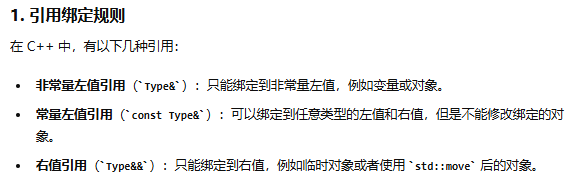 1. 引用绑定规则
在 C++ 中，有以下几种引用：
• 非常量左值引用（`Type&`）：只能绑定到非常量左值，例如变量或对象。
• 常量左值引用（`const Type&`）：可以绑定到任意类型的左值和右值，但是不能修改绑定的对
象。
• 右值引用（`Type&&`）：只能绑定到右值，例如临时对象或者使用 `std::move` 后的对象。